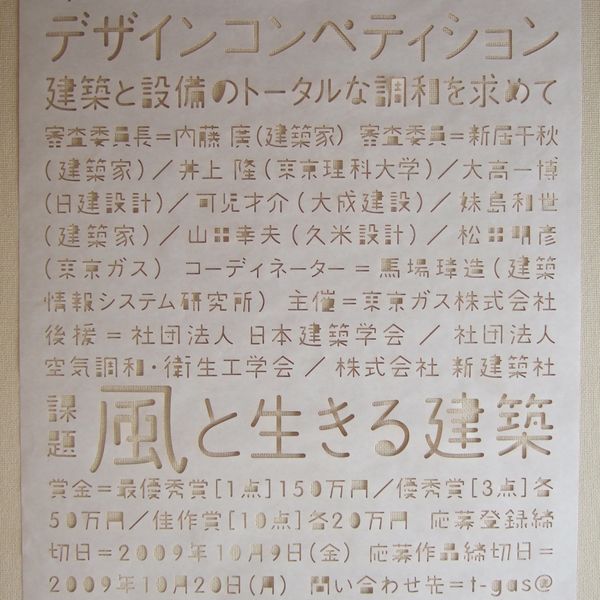 デザインコンペティション
建築と設備のトータルな調和を求めて
審査委員長=内藤 廣(建築家) 審査委員=新居千秋
(建築家)/井上 隆(東京理科大学)/大高一博
(日建設計)/可児才介(大成建設)/妹島和世
(建築家)/山田幸夫(久米設計)/松田明彦
(東京ガス) コーディネーター=馬場璋造(建築
情報システム研究所) 主催=東京ガス株式会社
後援=社団法人 日本建築学会/社団法人
空気調和・衛生工学会/株式会社 新建築社
課題 風と生きる建築
賞金=最優秀賞[1点]150万円/優秀賞[3点]各
50万円/佳作賞[10点]各20万円 応募登録締
切日=2009年10月9日(金) 応募作品締切日=
2009年10月20日(月) 問い合わせ先=t-gas@